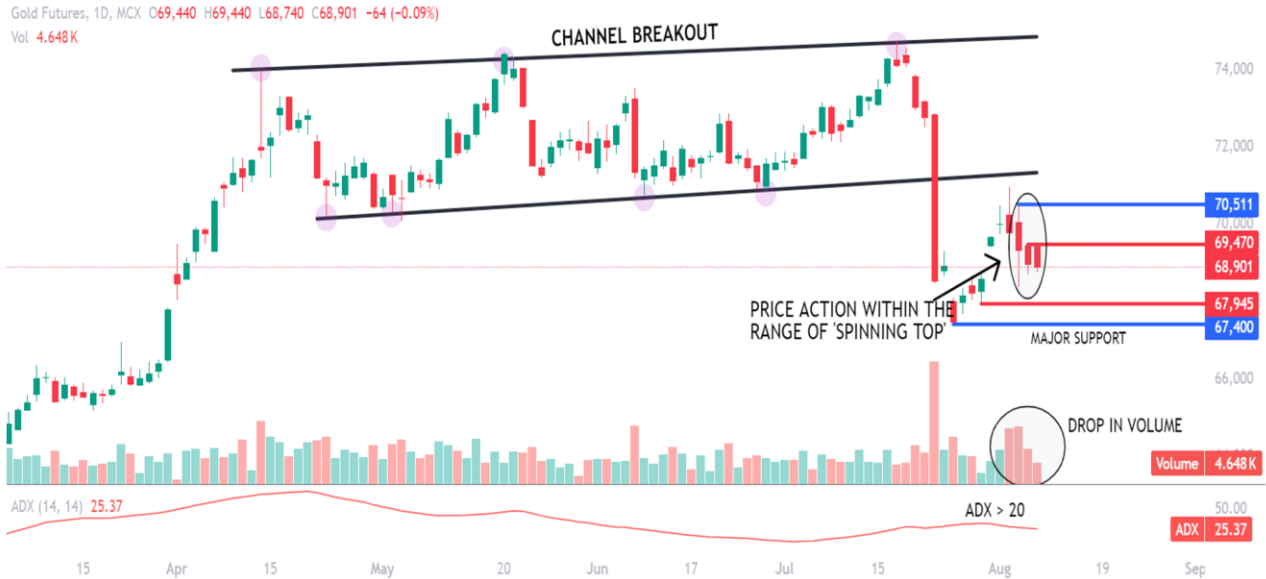 Gold Futures, 1D, MCX O69,440 H69,440 L68,740 C68,901 −64 (−0.09%)
Vol 4.648K
CHANNEL BREAKOUT
74,000
72,000
70,511
70,000
69,470
68,901
PRICE ACTION WITHIN THE
RANGE OF 'SPINNING TOP'
67,945
67,400
MAJOR SUPPORT
66,000
DROP IN VOLUME
Volume 4.648K
ADX (14, 14) 25.37
ADX > 20
50.00
ADX 25.37
15 Apr 15 May 20 Jun 17 Jul 15 Aug 19 Sep